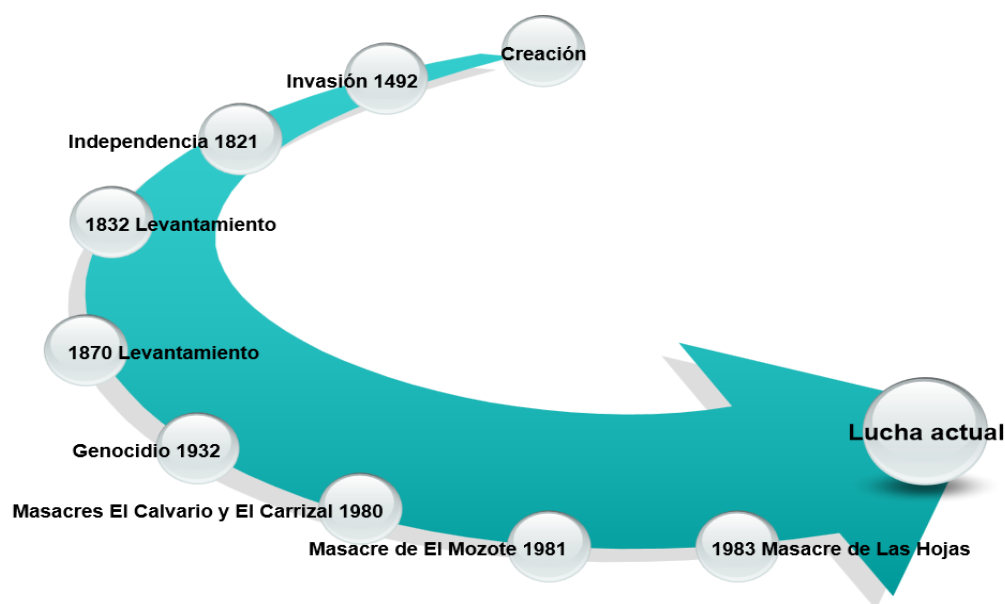 Creación
Invasión 1492
Independencia 1821
1832 Levantamiento
1870 Levantamiento
Genocidio 1932
Masacres El Calvario y El Carrizal 1980
Masacre de El Mozote 1981
1983 Masacre de Las Hojas
Lucha actual